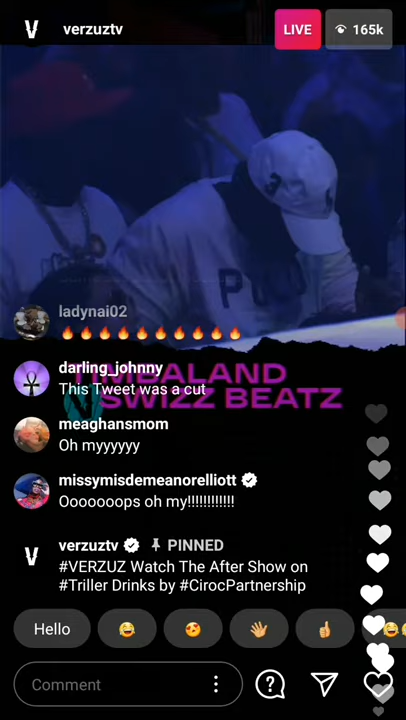 verzuztv
LIVE
165k
ladynai02
darling_johnny
This Tweet was a cut
TIMBALAND
SWIZZ BEATZ
meaghansmom
Oh myyyyyy
missymisdemeanorelliott
Ooooooops oh my!!!!!!!!!!!!
verzuztv PINNED
#VERZUZ Watch The After Show on
#Triller Drinks by #CirocPartnership
Hello
Comment